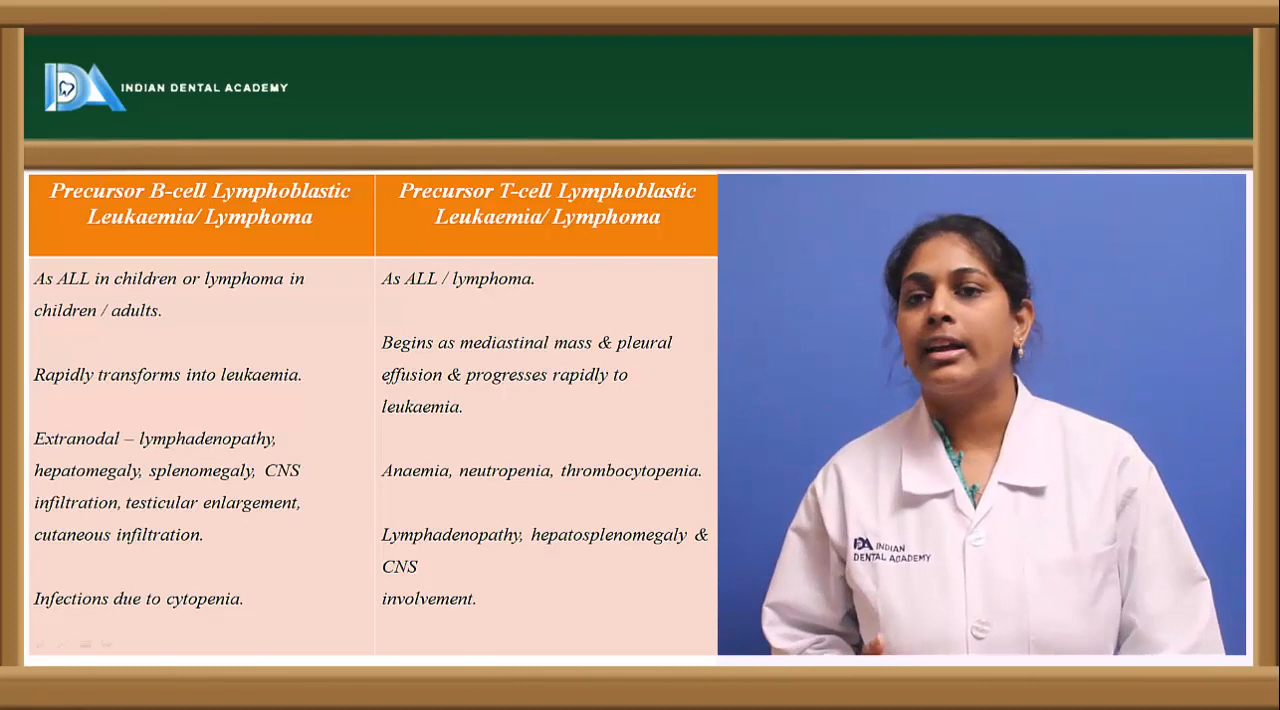 IDA INDIAN DENTAL ACADEMY
Precursor B-cell Lymphoblastic
Leukaemia/ Lymphoma
As ALL in children or lymphoma in
children / adults.
Rapidly transforms into leukaemia.
Extranodal – lymphadenopathy,
hepatomegaly, splenomegaly, CNS
infiltration, testicular enlargement,
cutaneous infiltration.
Infections due to cytopenia.
Precursor T-cell Lymphoblastic
Leukaemia/ Lymphoma
As ALL / lymphoma.
Begins as mediastinal mass & pleural
effusion & progresses rapidly to
leukaemia.
Anaemia, neutropenia, thrombocytopenia.
Lymphadenopathy, hepatosplenomegaly &
CNS
involvement.
IDA INDIAN
DENTAL ACADEMY